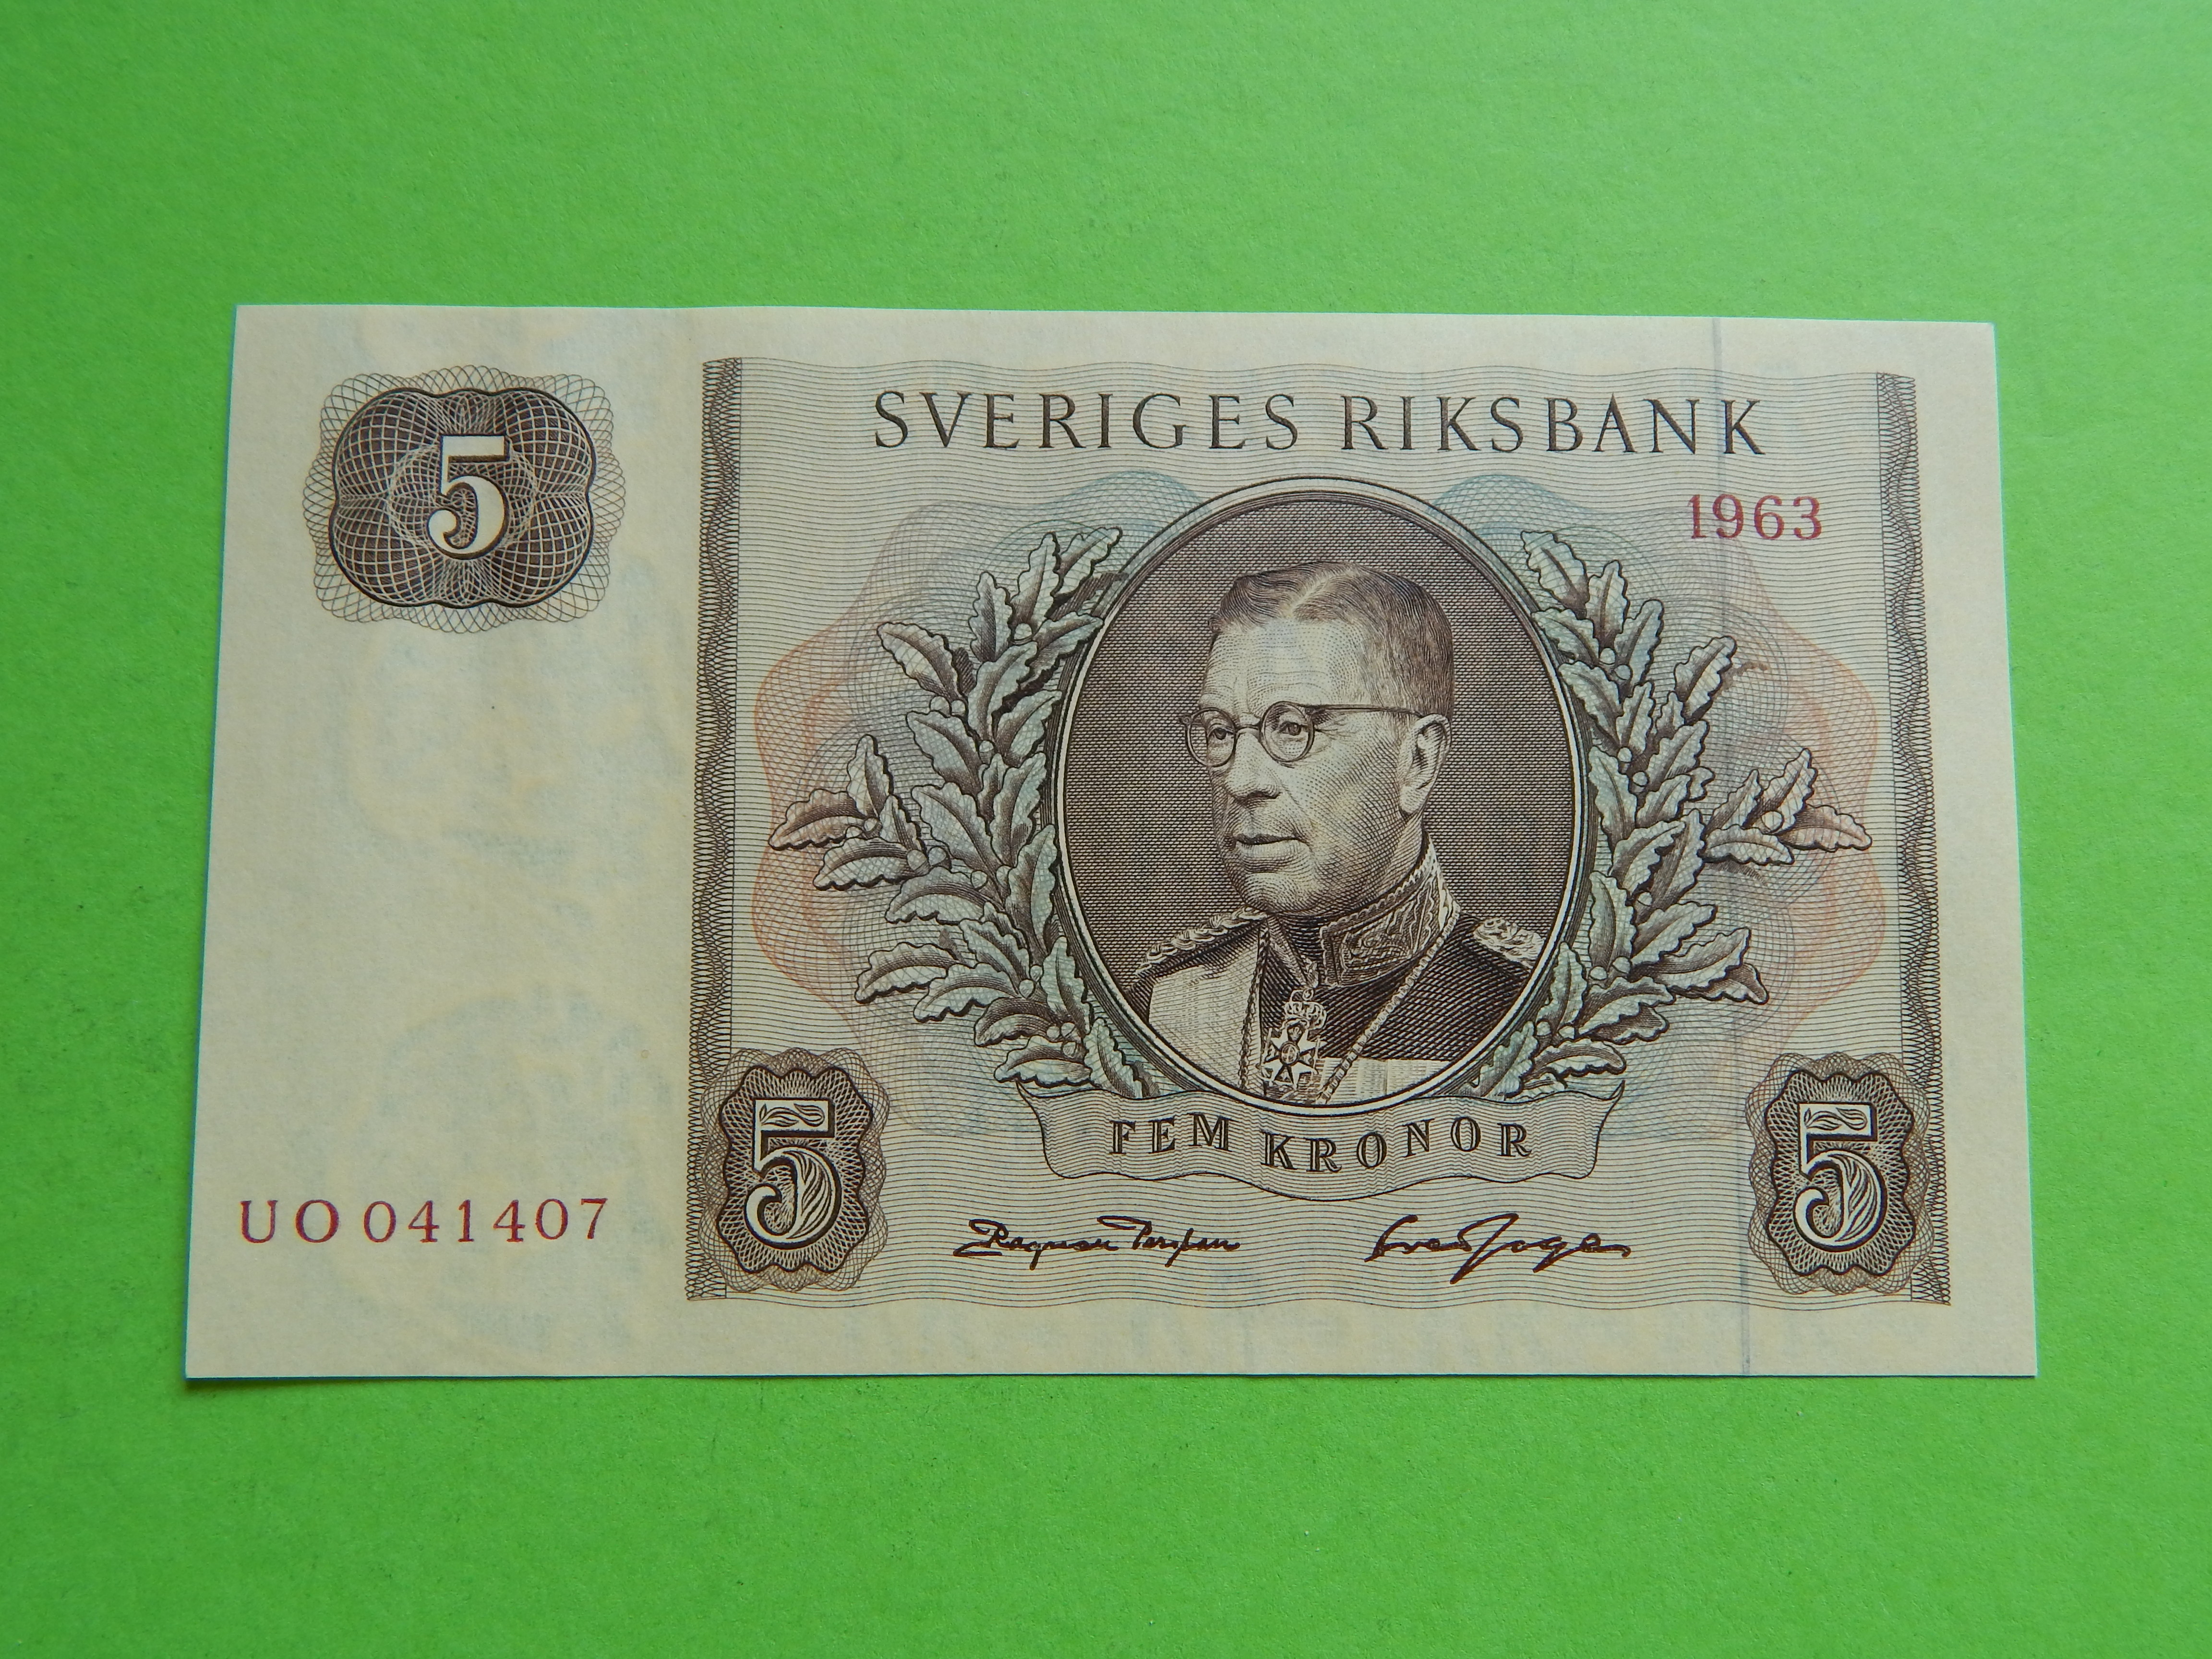 5
SVERIGES RIKSBANK
1963
FEM KRONOR
5
5
UO 041407